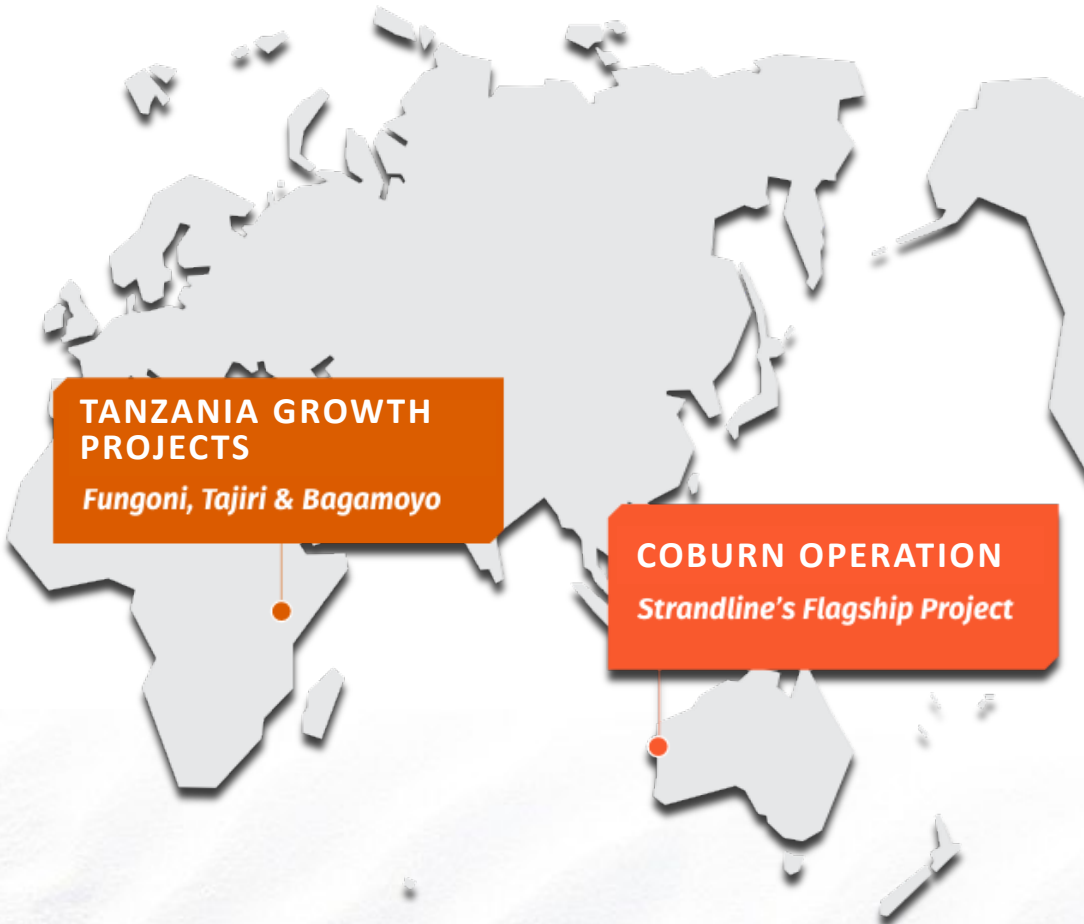 TANZANIA GROWTH
PROJECTS
Fungoni, Tajiri & Bagamoyo
COBURN OPERATION
Strandline’s Flagship Project